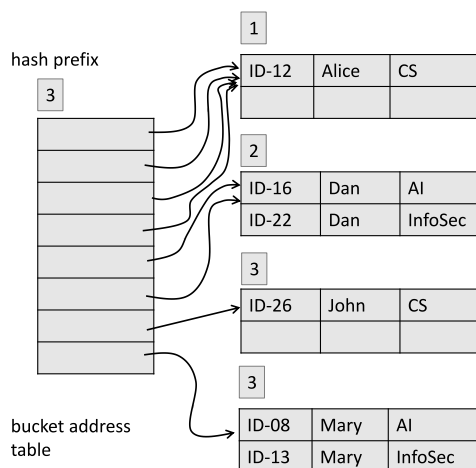 hash prefix
3
bucket address
table
1
ID-12 Alice CS
2
ID-16 Dan AI
ID-22 Dan InfoSec
3
ID-26 John CS
3
ID-08 Mary AI
ID-13 Mary InfoSec